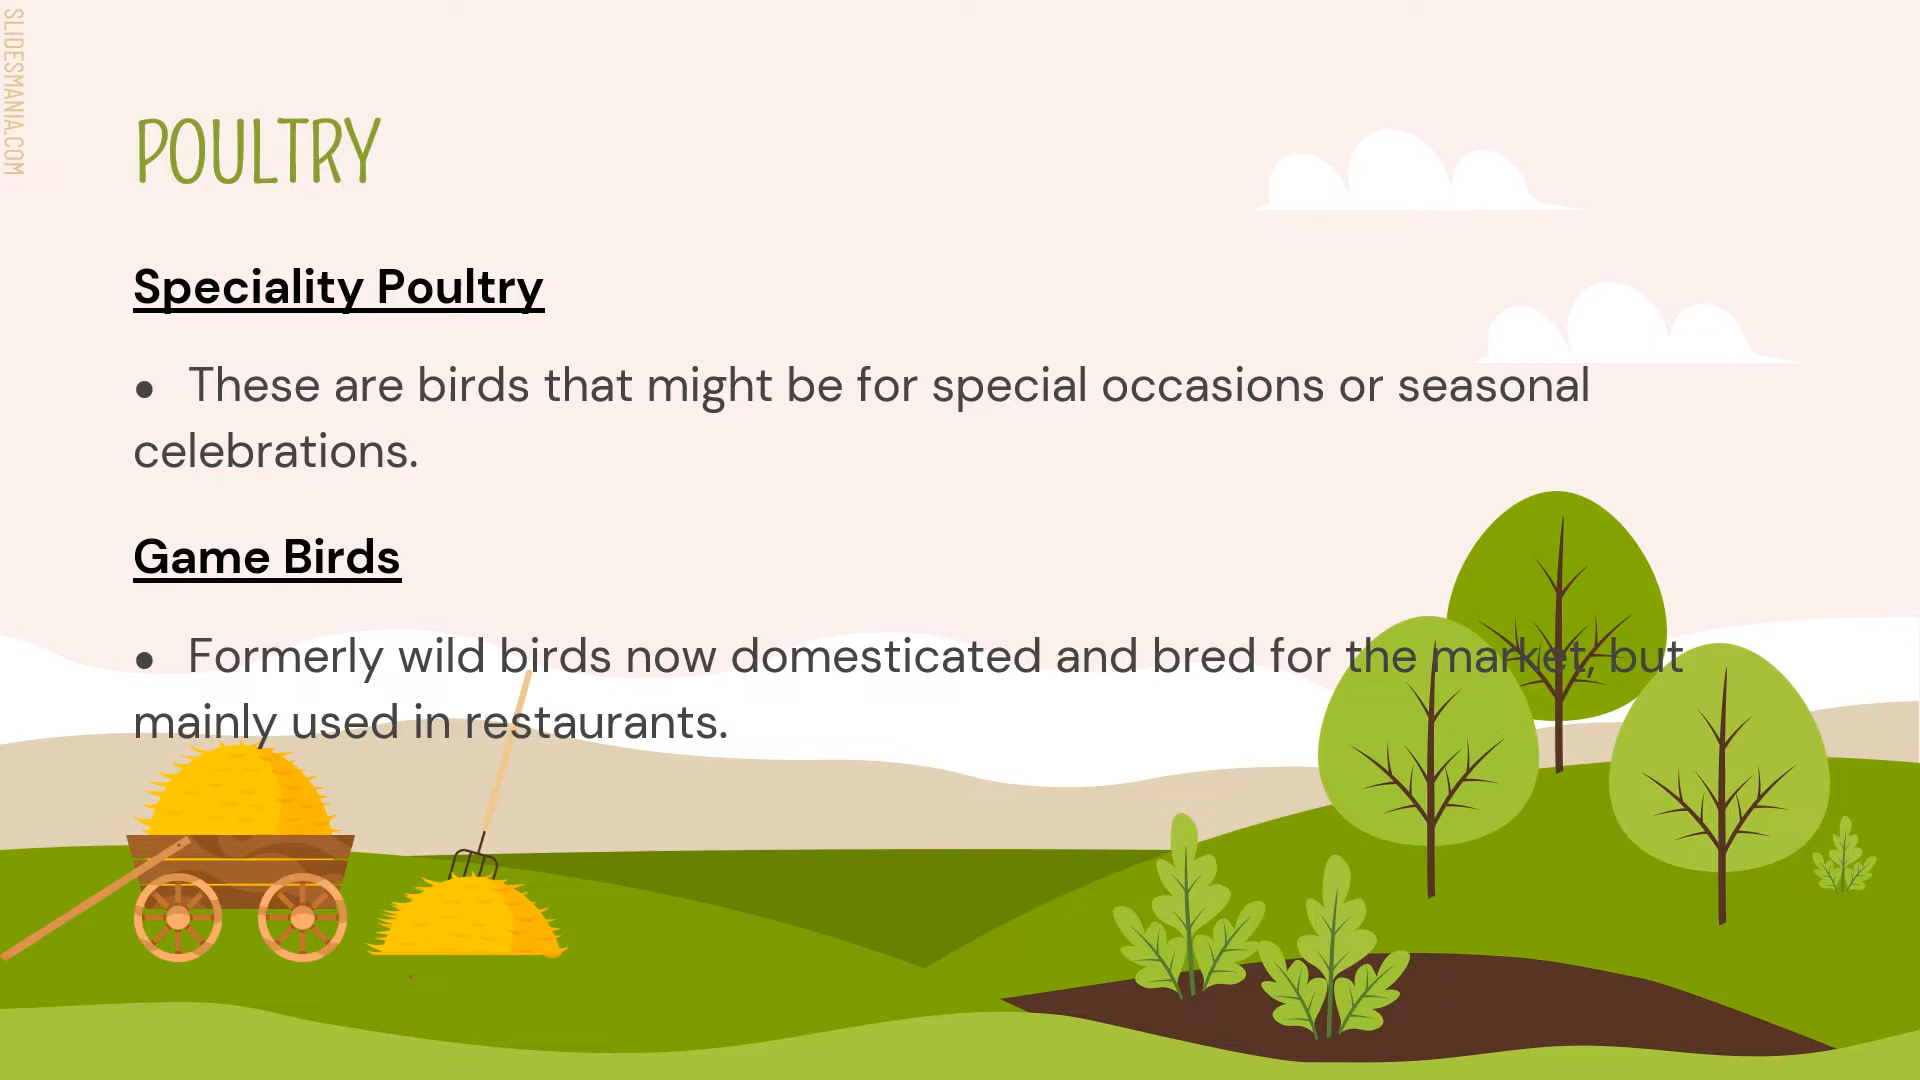 SLIDESMANIA.COM
POULTRY
Speciality Poultry
● These are birds that might be for special occasions or seasonal
celebrations.
Game Birds
● Formerly wild birds now domesticated and bred for the market, but
mainly used in restaurants.